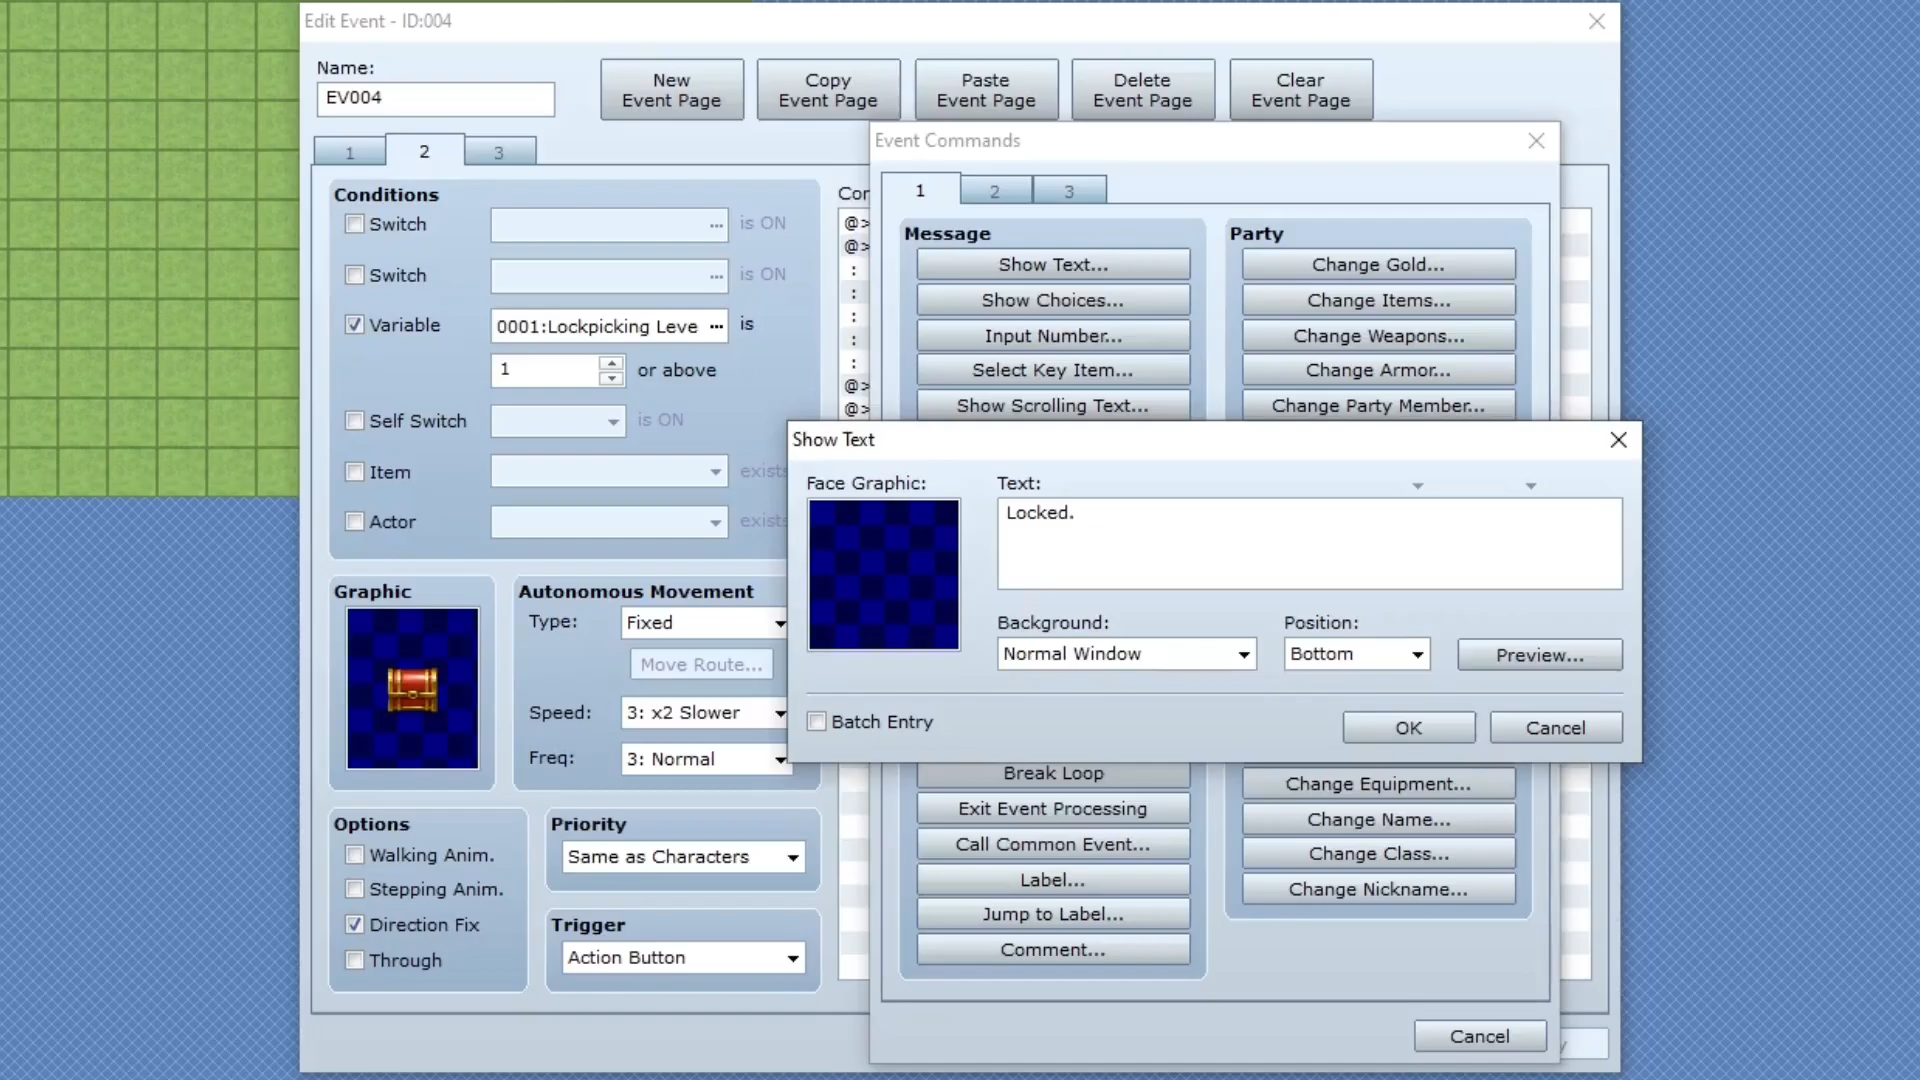 Edit Event - ID:004
Name:
EV004
New
Event Page
Copy
Event Page
Paste
Event Page
Delete
Event Page
Clear
Event Page
1
2
3
Conditions
Switch
...
is ON
Switch
...
is ON
Variable
0001:Lockpicking Leve
...
is
1
or above
Self Switch
is ON
Item
exists
Actor
exists
Graphic
Autonomous Movement
Type:
Fixed
Move Route...
Speed:
3: x2 Slower
Freq:
3: Normal
Options
Walking Anim.
Stepping Anim.
Direction Fix
Through
Priority
Same as Characters
Trigger
Action Button
Cor
@>
@>
:
:
:
:
:
@>
@>
Event Commands
1
2
3
Message
Show Text...
Show Choices...
Input Number...
Select Key Item...
Show Scrolling Text...
Party
Change Gold...
Change Items...
Change Weapons...
Change Armor...
Change Party Member...
Show Text
Face Graphic:
Text:
Locked.
Background:
Normal Window
Position:
Bottom
Preview...
Batch Entry
OK
Cancel
Break Loop
Exit Event Processing
Call Common Event...
Label...
Jump to Label...
Comment...
Change Equipment...
Change Name...
Change Class...
Change Nickname...
Cancel